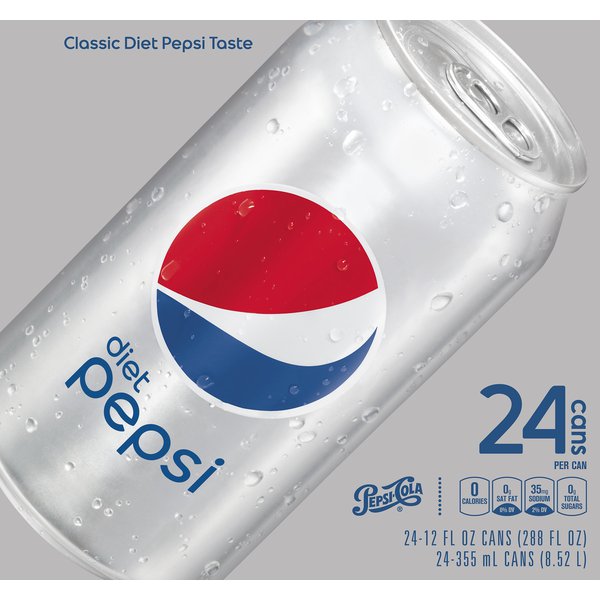 Classic Diet Pepsi Taste
diet
pepsi
24 cans
PER CAN
PEPSI-COLA
®
0 CALORIES
0g SAT FAT 0% DV
35mg SODIUM 2% DV
0g TOTAL SUGARS
24-12 FL OZ CANS (288 FL OZ)
24-355 mL CANS (8.52 L)